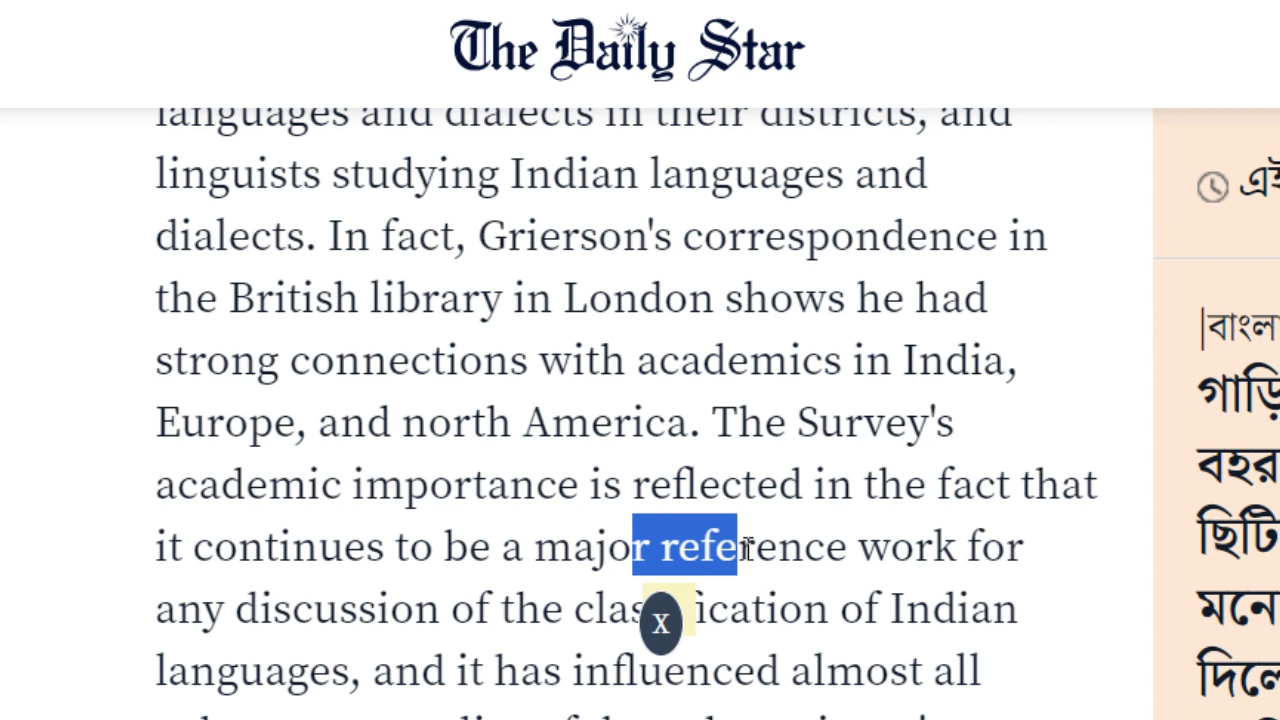 The Daily Star
languages and dialects in their districts, and
linguists studying Indian languages and
dialects. In fact, Grierson's correspondence in
the British library in London shows he had
strong connections with academics in India,
Europe, and north America. The Survey's
academic importance is reflected in the fact that
it continues to be a major reference work for
any discussion of the classification of Indian
X
languages, and it has influenced almost all
|বাংলা
বহর
ছিটি
মনে
দিলে